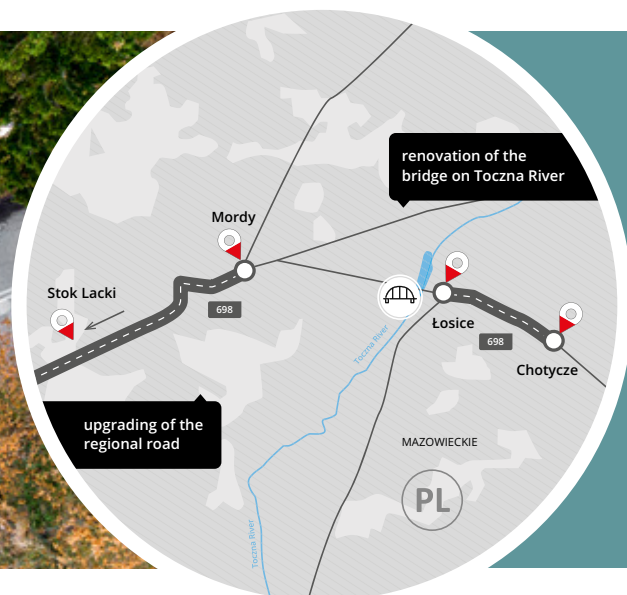 renovation of the
bridge on Toczna River
Mordy
Stok Lacki
698
Łosice
698
Toczna River
Chotycze
upgrading of the
regional road
MAZOWIECKIE
PL
Toczna River